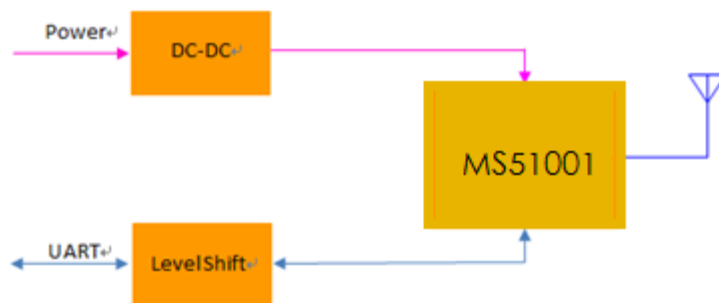 Power
DC-DC
MS51001
UART
LevelShift